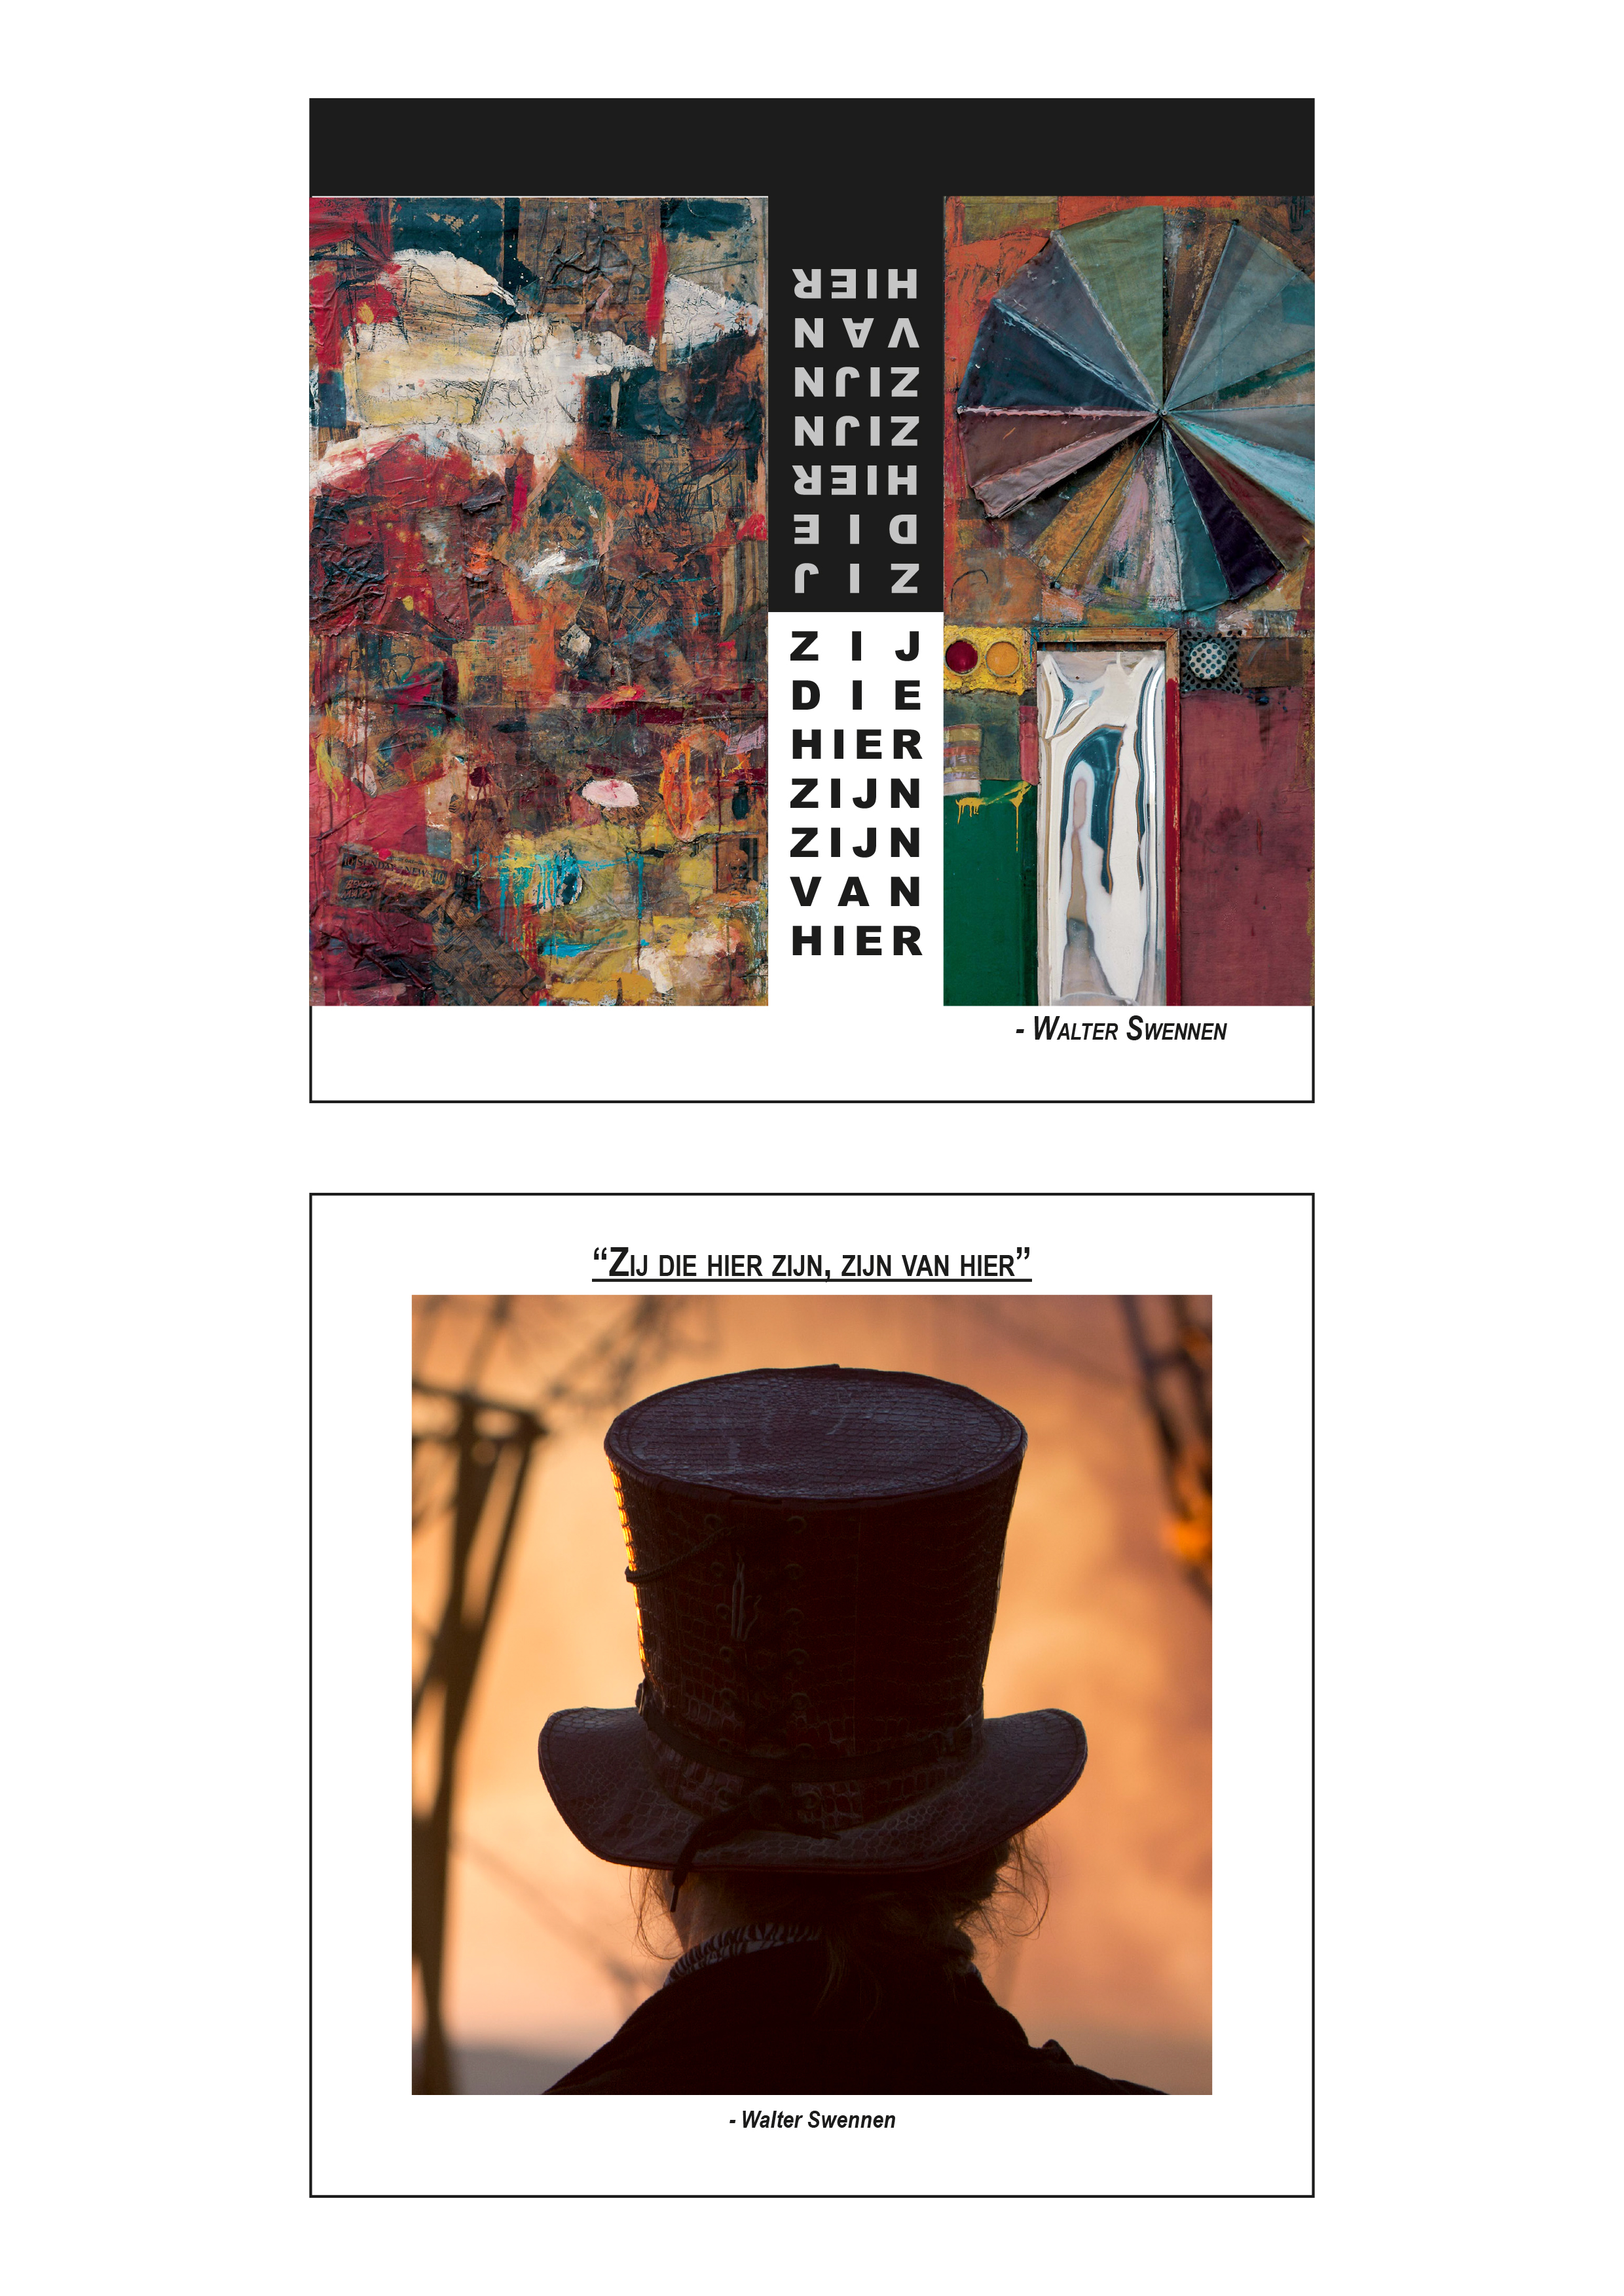 ZIJ
DIE
HIER
ZIJN
ZIJN
VAN
HIER
ZIJ
DIE
HIER
ZIJN
ZIJN
VAN
HIER
- Walter Swennen
“Zij die hier zijn, zijn van hier”
- Walter Swennen